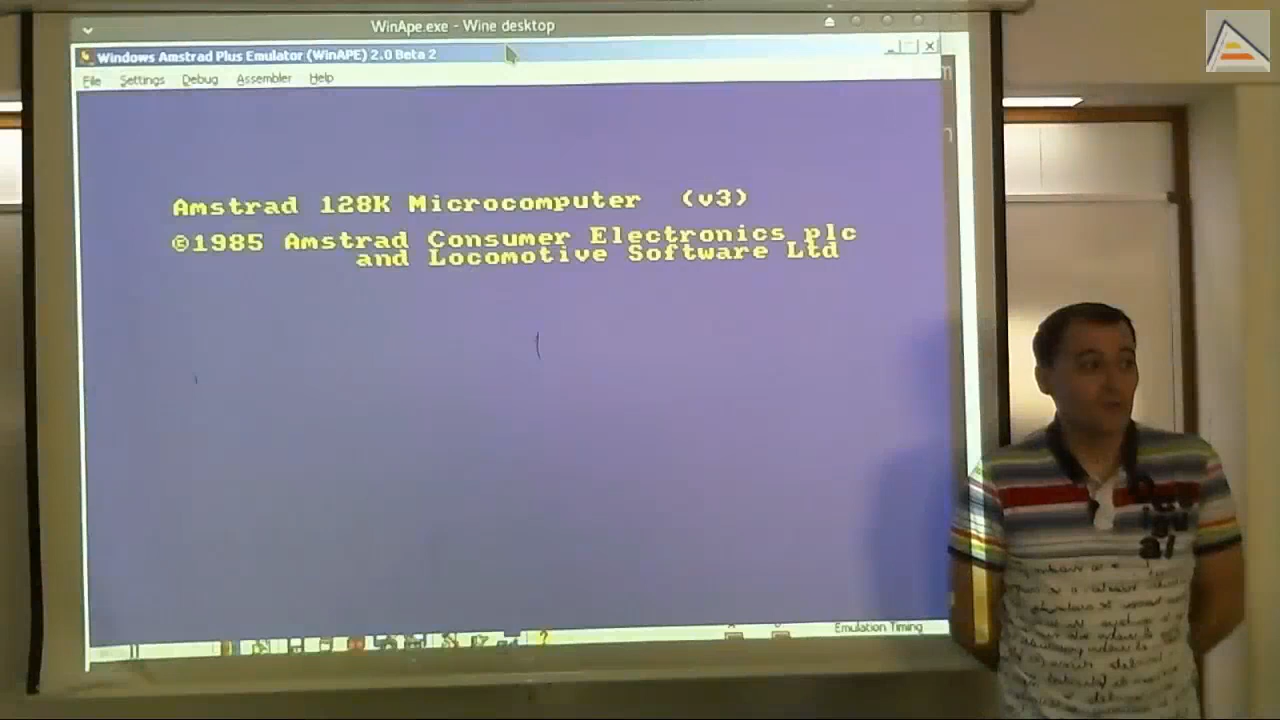 WinApe.exe - Wine desktop
Windows Amstrad Plus Emulator (WinAPE) 2.0 Beta 2
File Settings Debug Assembler Help
Amstrad 128K Microcomputer (v3)
©1985 Amstrad Consumer Electronics plc
and Locomotive Software Ltd
Emulation Timing